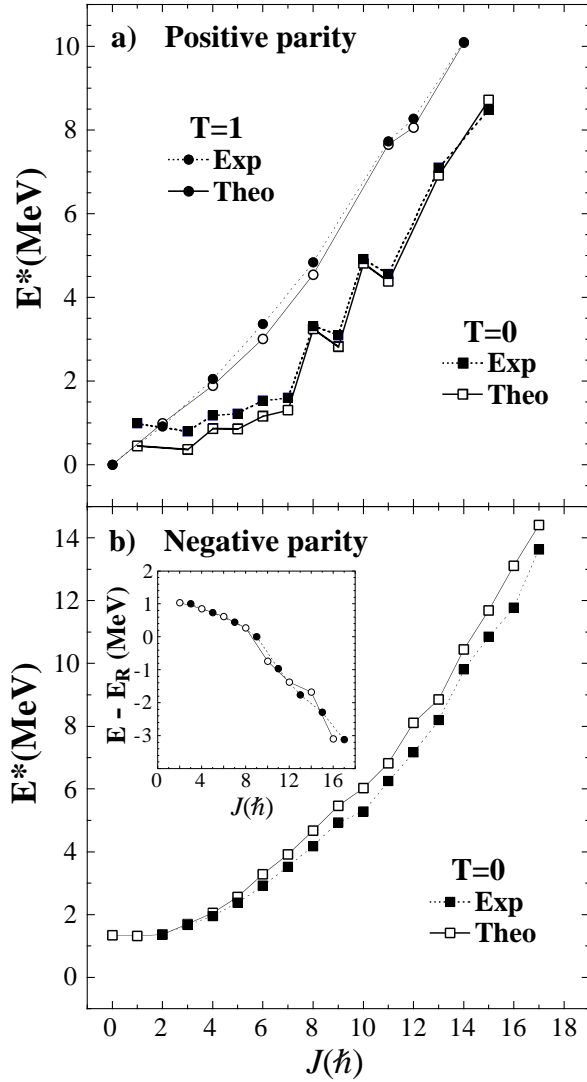 a) Positive parity
10
8
6
4
2
0
E*(MeV)
T=1
Exp
Theo
T=0
Exp
Theo
b) Negative parity
14
12
10
8
6
4
2
0
E*(MeV)
2
1
0
-1
-2
-3
E - E_R (MeV)
0 4 8 12 16
J(ℏ)
T=0
Exp
Theo
0 2 4 6 8 10 12 14 16 18
J(ℏ)